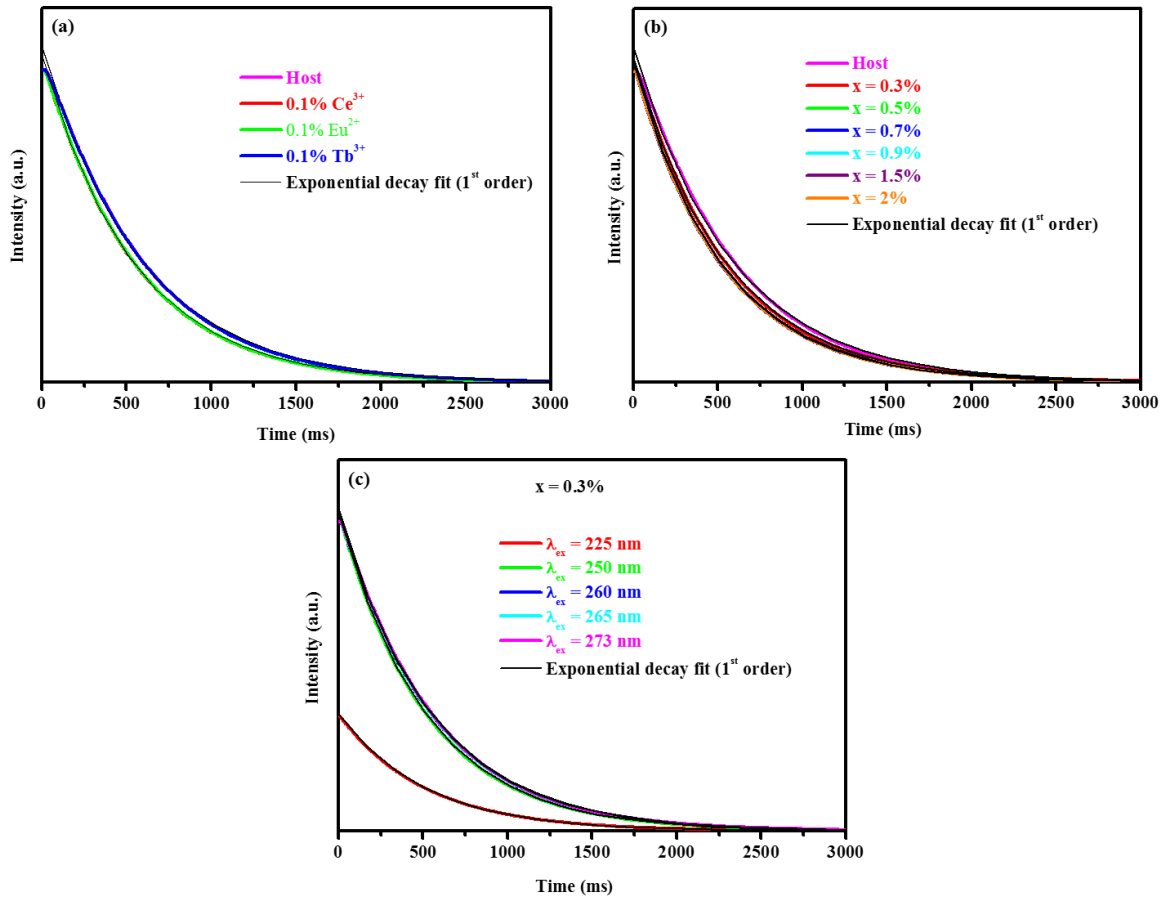 (a)
Host
0.1% Ce³⁺
0.1% Eu²⁺
0.1% Tb³⁺
Exponential decay fit (1ˢᵗ order)
Intensity (a.u.)
0 500 1000 1500 2000 2500 3000
Time (ms)
(b)
Host
x = 0.3%
x = 0.5%
x = 0.7%
x = 0.9%
x = 1.5%
x = 2%
Exponential decay fit (1ˢᵗ order)
Intensity (a.u.)
0 500 1000 1500 2000 2500 3000
Time (ms)
(c)
x = 0.3%
λₑₓ = 225 nm
λₑₓ = 250 nm
λₑₓ = 260 nm
λₑₓ = 265 nm
λₑₓ = 273 nm
Exponential decay fit (1ˢᵗ order)
Intensity (a.u.)
0 500 1000 1500 2000 2500 3000
Time (ms)